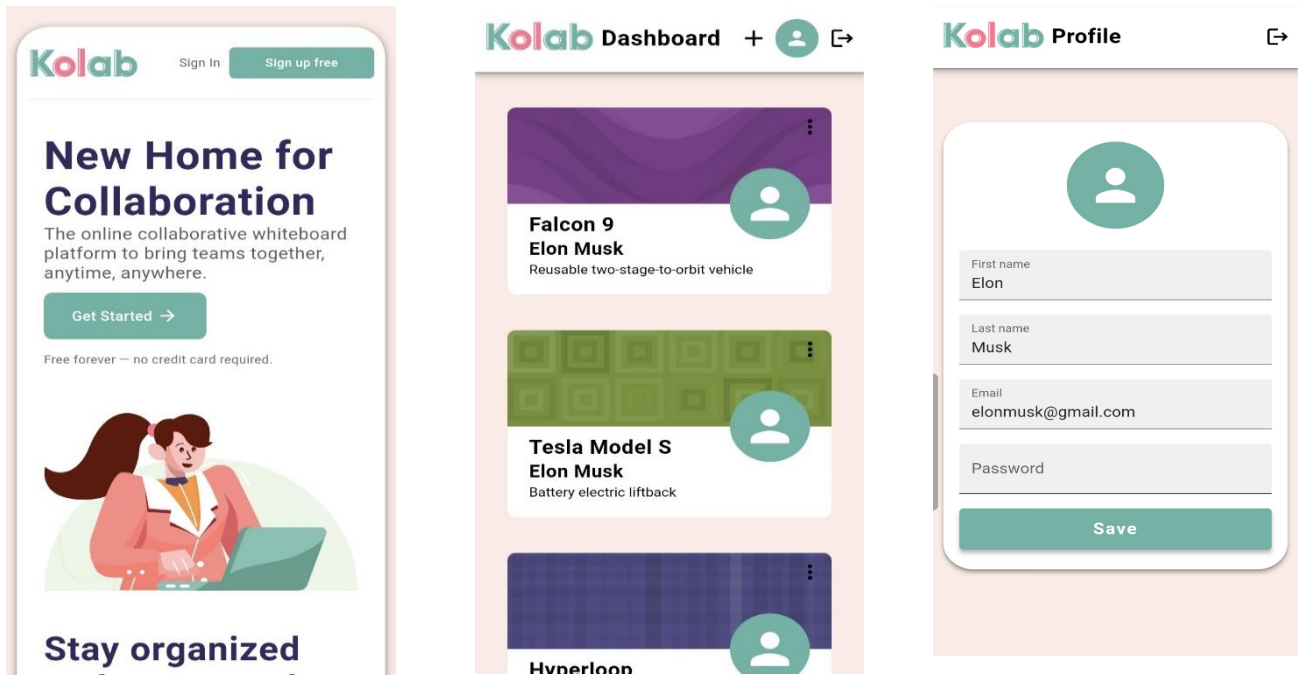 Kolab
Sign In
Sign up free
New Home for
Collaboration
The online collaborative whiteboard
platform to bring teams together,
anytime, anywhere.
Get Started →
Free forever — no credit card required.
Stay organized
Kolab Dashboard
Falcon 9
Elon Musk
Reusable two-stage-to-orbit vehicle
Tesla Model S
Elon Musk
Battery electric liftback
Hyperloop
Kolab Profile
First name
Elon
Last name
Musk
Email
elonmusk@gmail.com
Password
Save